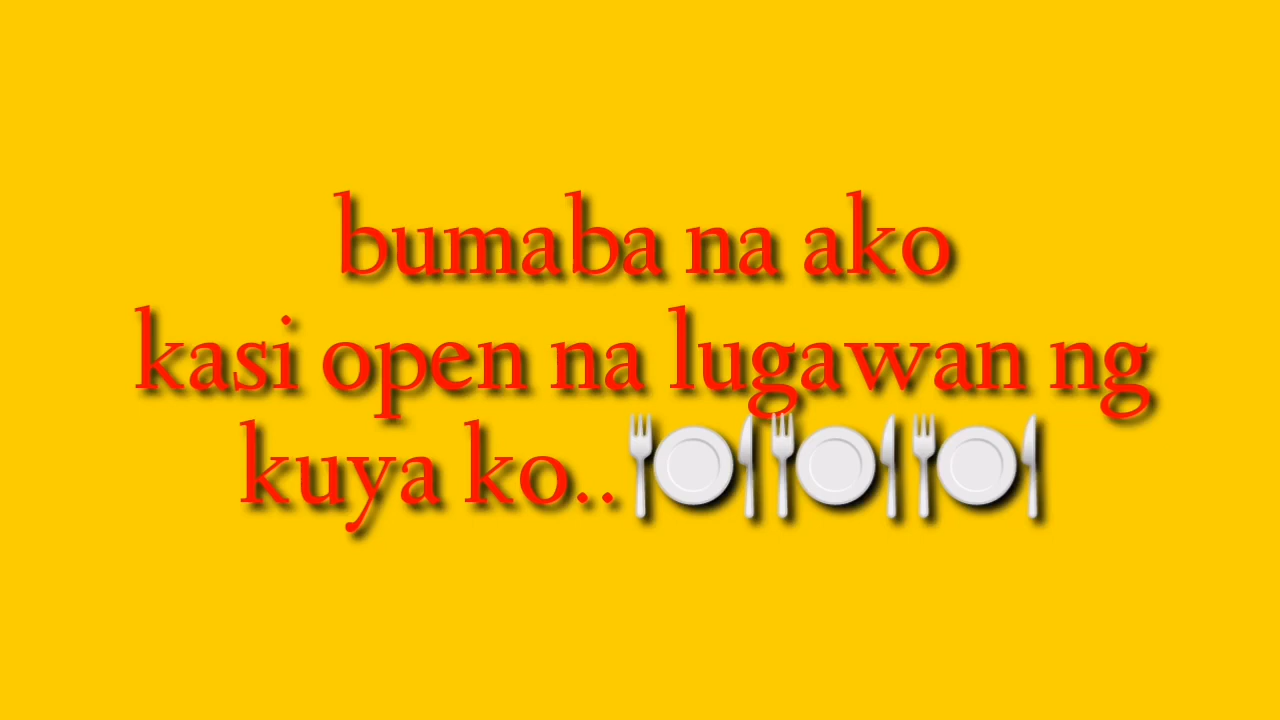 bumaba na ako
kasi open na lugawan ng
kuya ko..🍽🍽🍽